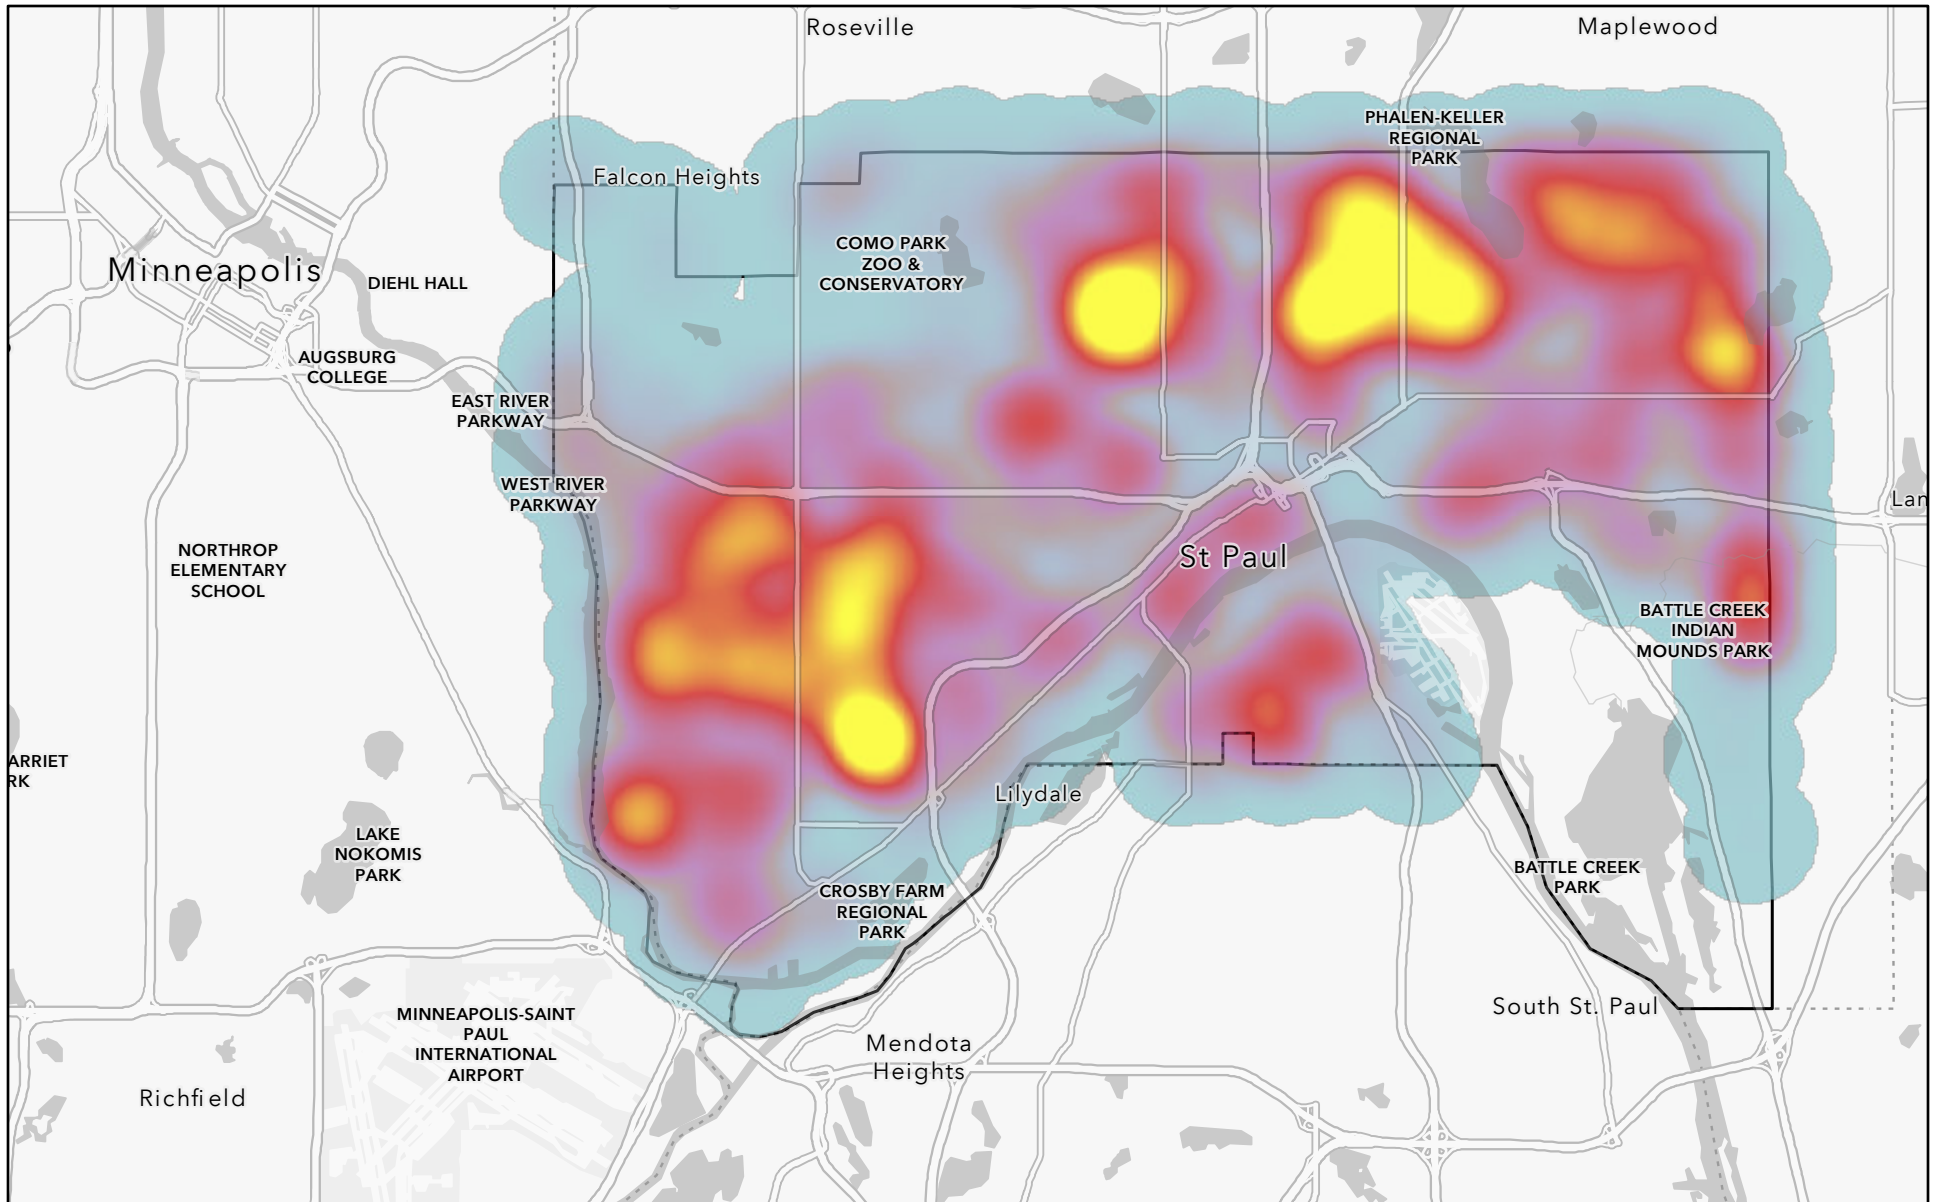 Roseville
Maplewood
PHALEN-KELLER
REGIONAL
PARK
Falcon Heights
COMO PARK
ZOO &
CONSERVATORY
Minneapolis
DIEHL HALL
AUGSBURG
COLLEGE
EAST RIVER
PARKWAY
WEST RIVER
PARKWAY
Lan
NORTHROP
ELEMENTARY
SCHOOL
St Paul
BATTLE CREEK
INDIAN
MOUNDS PARK
ARRIET
RK
Lilydale
LAKE
NOKOMIS
PARK
CROSBY FARM
REGIONAL
PARK
BATTLE CREEK
PARK
South St. Paul
MINNEAPOLIS-SAINT
PAUL
INTERNATIONAL
AIRPORT
Mendota
Heights
Richfield